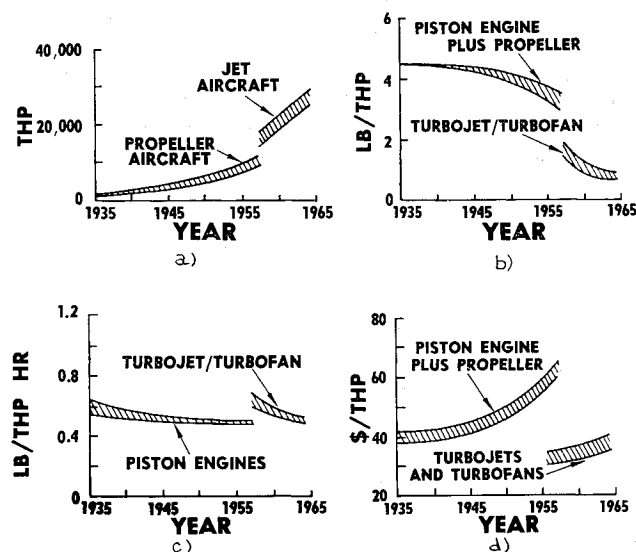 40,000
THP
20,000
0
JET
AIRCRAFT
PROPELLER
AIRCRAFT
1935 1945 1955 1965
YEAR
a)
6
LB/THP
4
2
0
PISTON ENGINE
PLUS PROPELLER
TURBOJET/TURBOFAN
1935 1945 1955 1965
YEAR
b)
1.2
LB/THP HR
0.8
0.4
0
TURBOJET/TURBOFAN
PISTON ENGINES
1935 1945 1955 1965
YEAR
c)
80
$/THP
60
40
20
PISTON ENGINE
PLUS PROPELLER
TURBOJETS
AND TURBOFANS
1935 1945 1955 1965
YEAR
d)